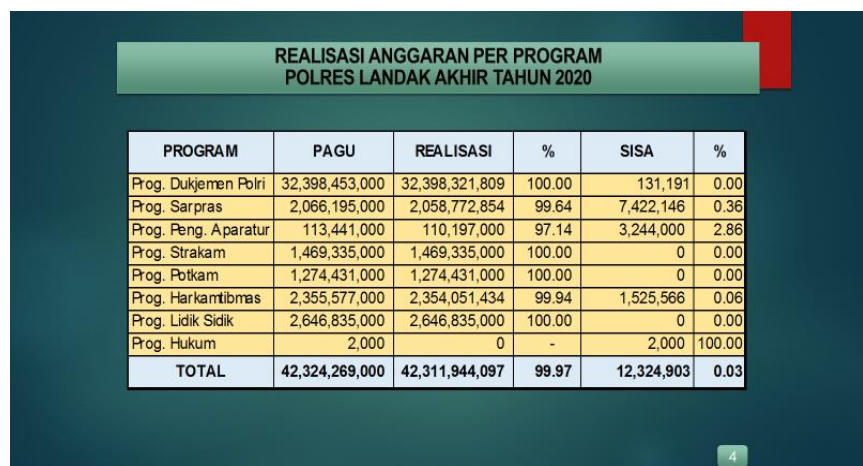 REALISASI ANGGARAN PER PROGRAM
POLRES LANDAK AKHIR TAHUN 2020
PROGRAM PAGU REALISASI % SISA %
Prog. Dukjemen Polri 32,398,453,000 32,398,321,809 100.00 131,191 0.00
Prog. Sarpras 2,066,195,000 2,058,772,854 99.64 7,422,146 0.36
Prog. Peng. Aparatur 113,441,000 110,197,000 97.14 3,244,000 2.86
Prog. Strakam 1,469,335,000 1,469,335,000 100.00 0 0.00
Prog. Potkam 1,274,431,000 1,274,431,000 100.00 0 0.00
Prog. Harkamtibmas 2,355,577,000 2,354,051,434 99.94 1,525,566 0.06
Prog. Lidik Sidik 2,646,835,000 2,646,835,000 100.00 0 0.00
Prog. Hukum 2,000 0 - 2,000 100.00
TOTAL 42,324,269,000 42,311,944,097 99.97 12,324,903 0.03
4